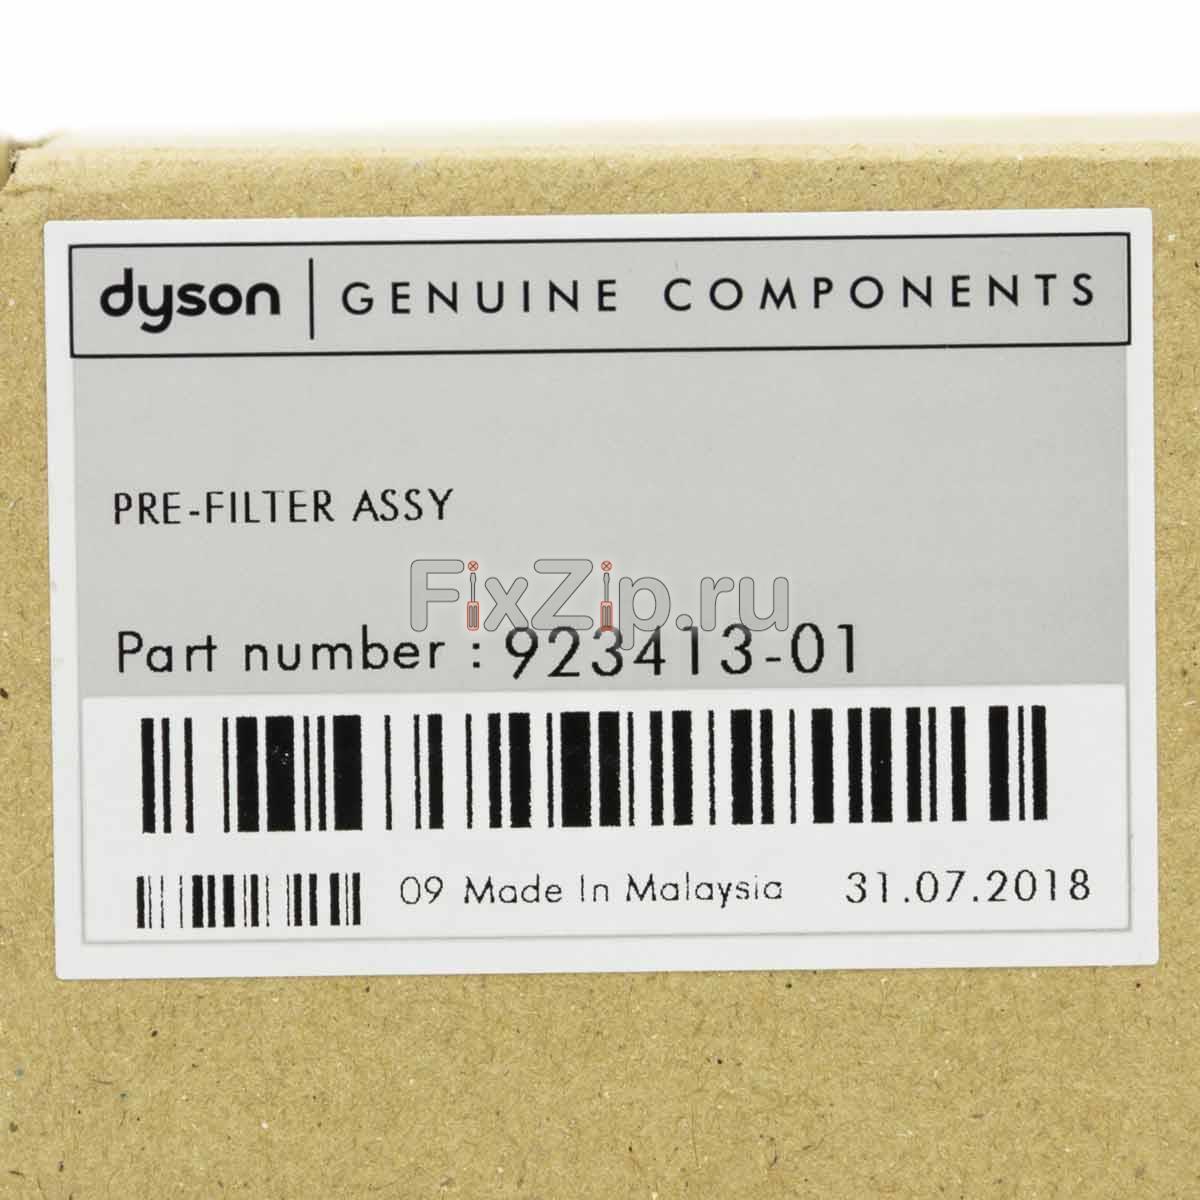 dyson GENUINE COMPONENTS
PRE-FILTER ASSY
FixZip.ru
Part number : 923413-01
09 Made In Malaysia 31.07.2018